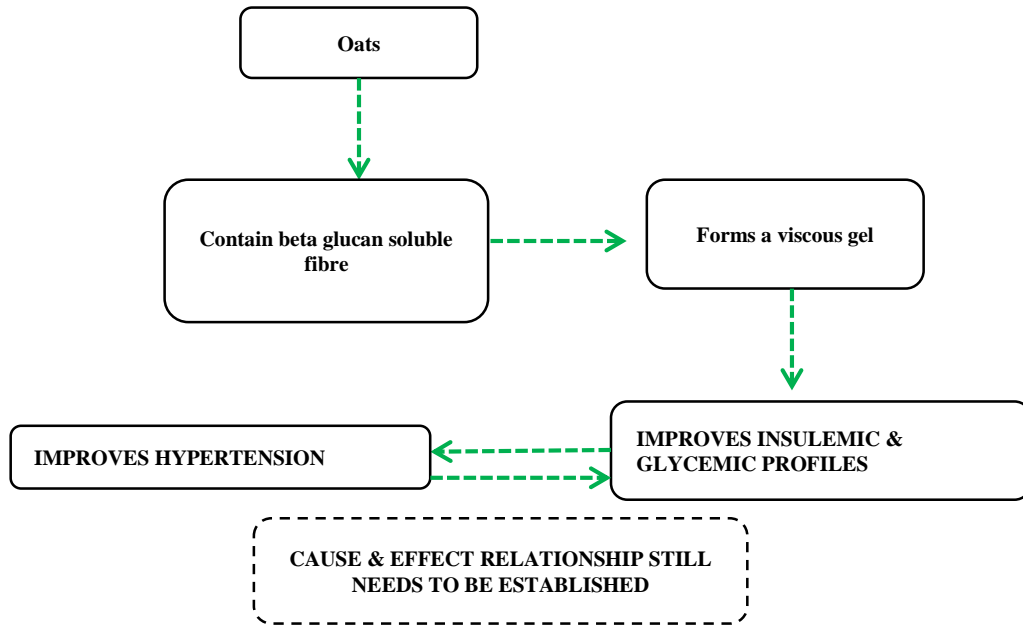 Oats
Contain beta glucan soluble
fibre
Forms a viscous gel
IMPROVES HYPERTENSION
IMPROVES INSULEMIC &
GLYCEMIC PROFILES
CAUSE & EFFECT RELATIONSHIP STILL
NEEDS TO BE ESTABLISHED